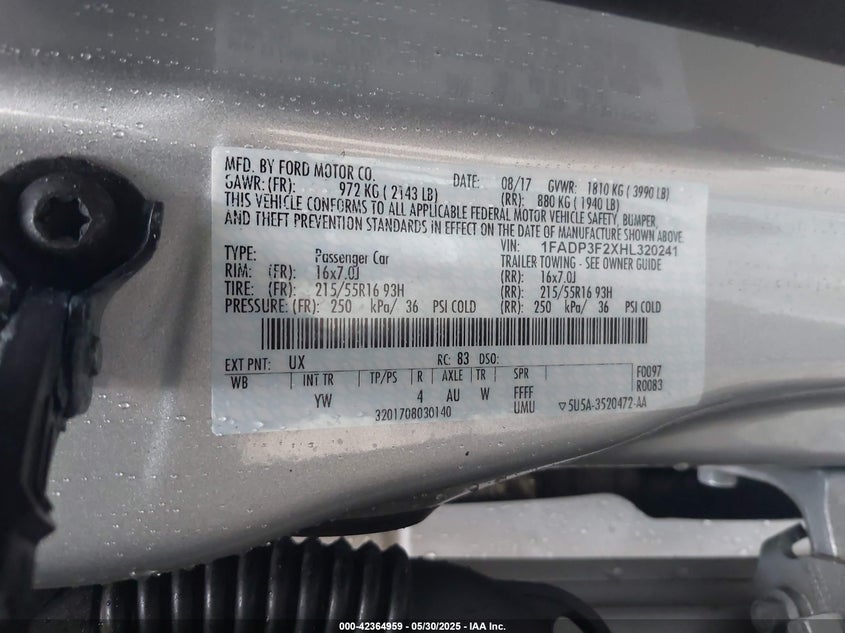 MFD. BY FORD MOTOR CO. DATE: 08/17 GVWR: 1810 KG ( 3990 LB)
GAWR: (FR): 972 KG ( 2143 LB) (RR): 880 KG ( 1940 LB)
THIS VEHICLE CONFORMS TO ALL APPLICABLE FEDERAL MOTOR VEHICLE SAFETY, BUMPER,
AND THEFT PREVENTION STANDARDS IN EFFECT ON THE DATE OF MANUFACTURE SHOWN ABOVE.
VIN: 1FADP3F2XHL320241
TYPE: Passenger Car TRAILER TOWING - SEE OWNER GUIDE
RIM: (FR): 16x7.0J (RR): 16x7.0J
TIRE: (FR): 215/55R16 93H (RR): 215/55R16 93H
PRESSURE: (FR): 250 kPa/ 36 PSI COLD (RR): 250 kPa/ 36 PSI COLD
EXT PNT: UX RC: 83 DSO: F0097
WB INT TR TP/PS R AXLE TR SPR R0083
YW 4 AU W FFFF
3201708030140 UMU ▽5U5A-3520472-AA
000-42364959 — 05/30/2025 — IAA Inc.